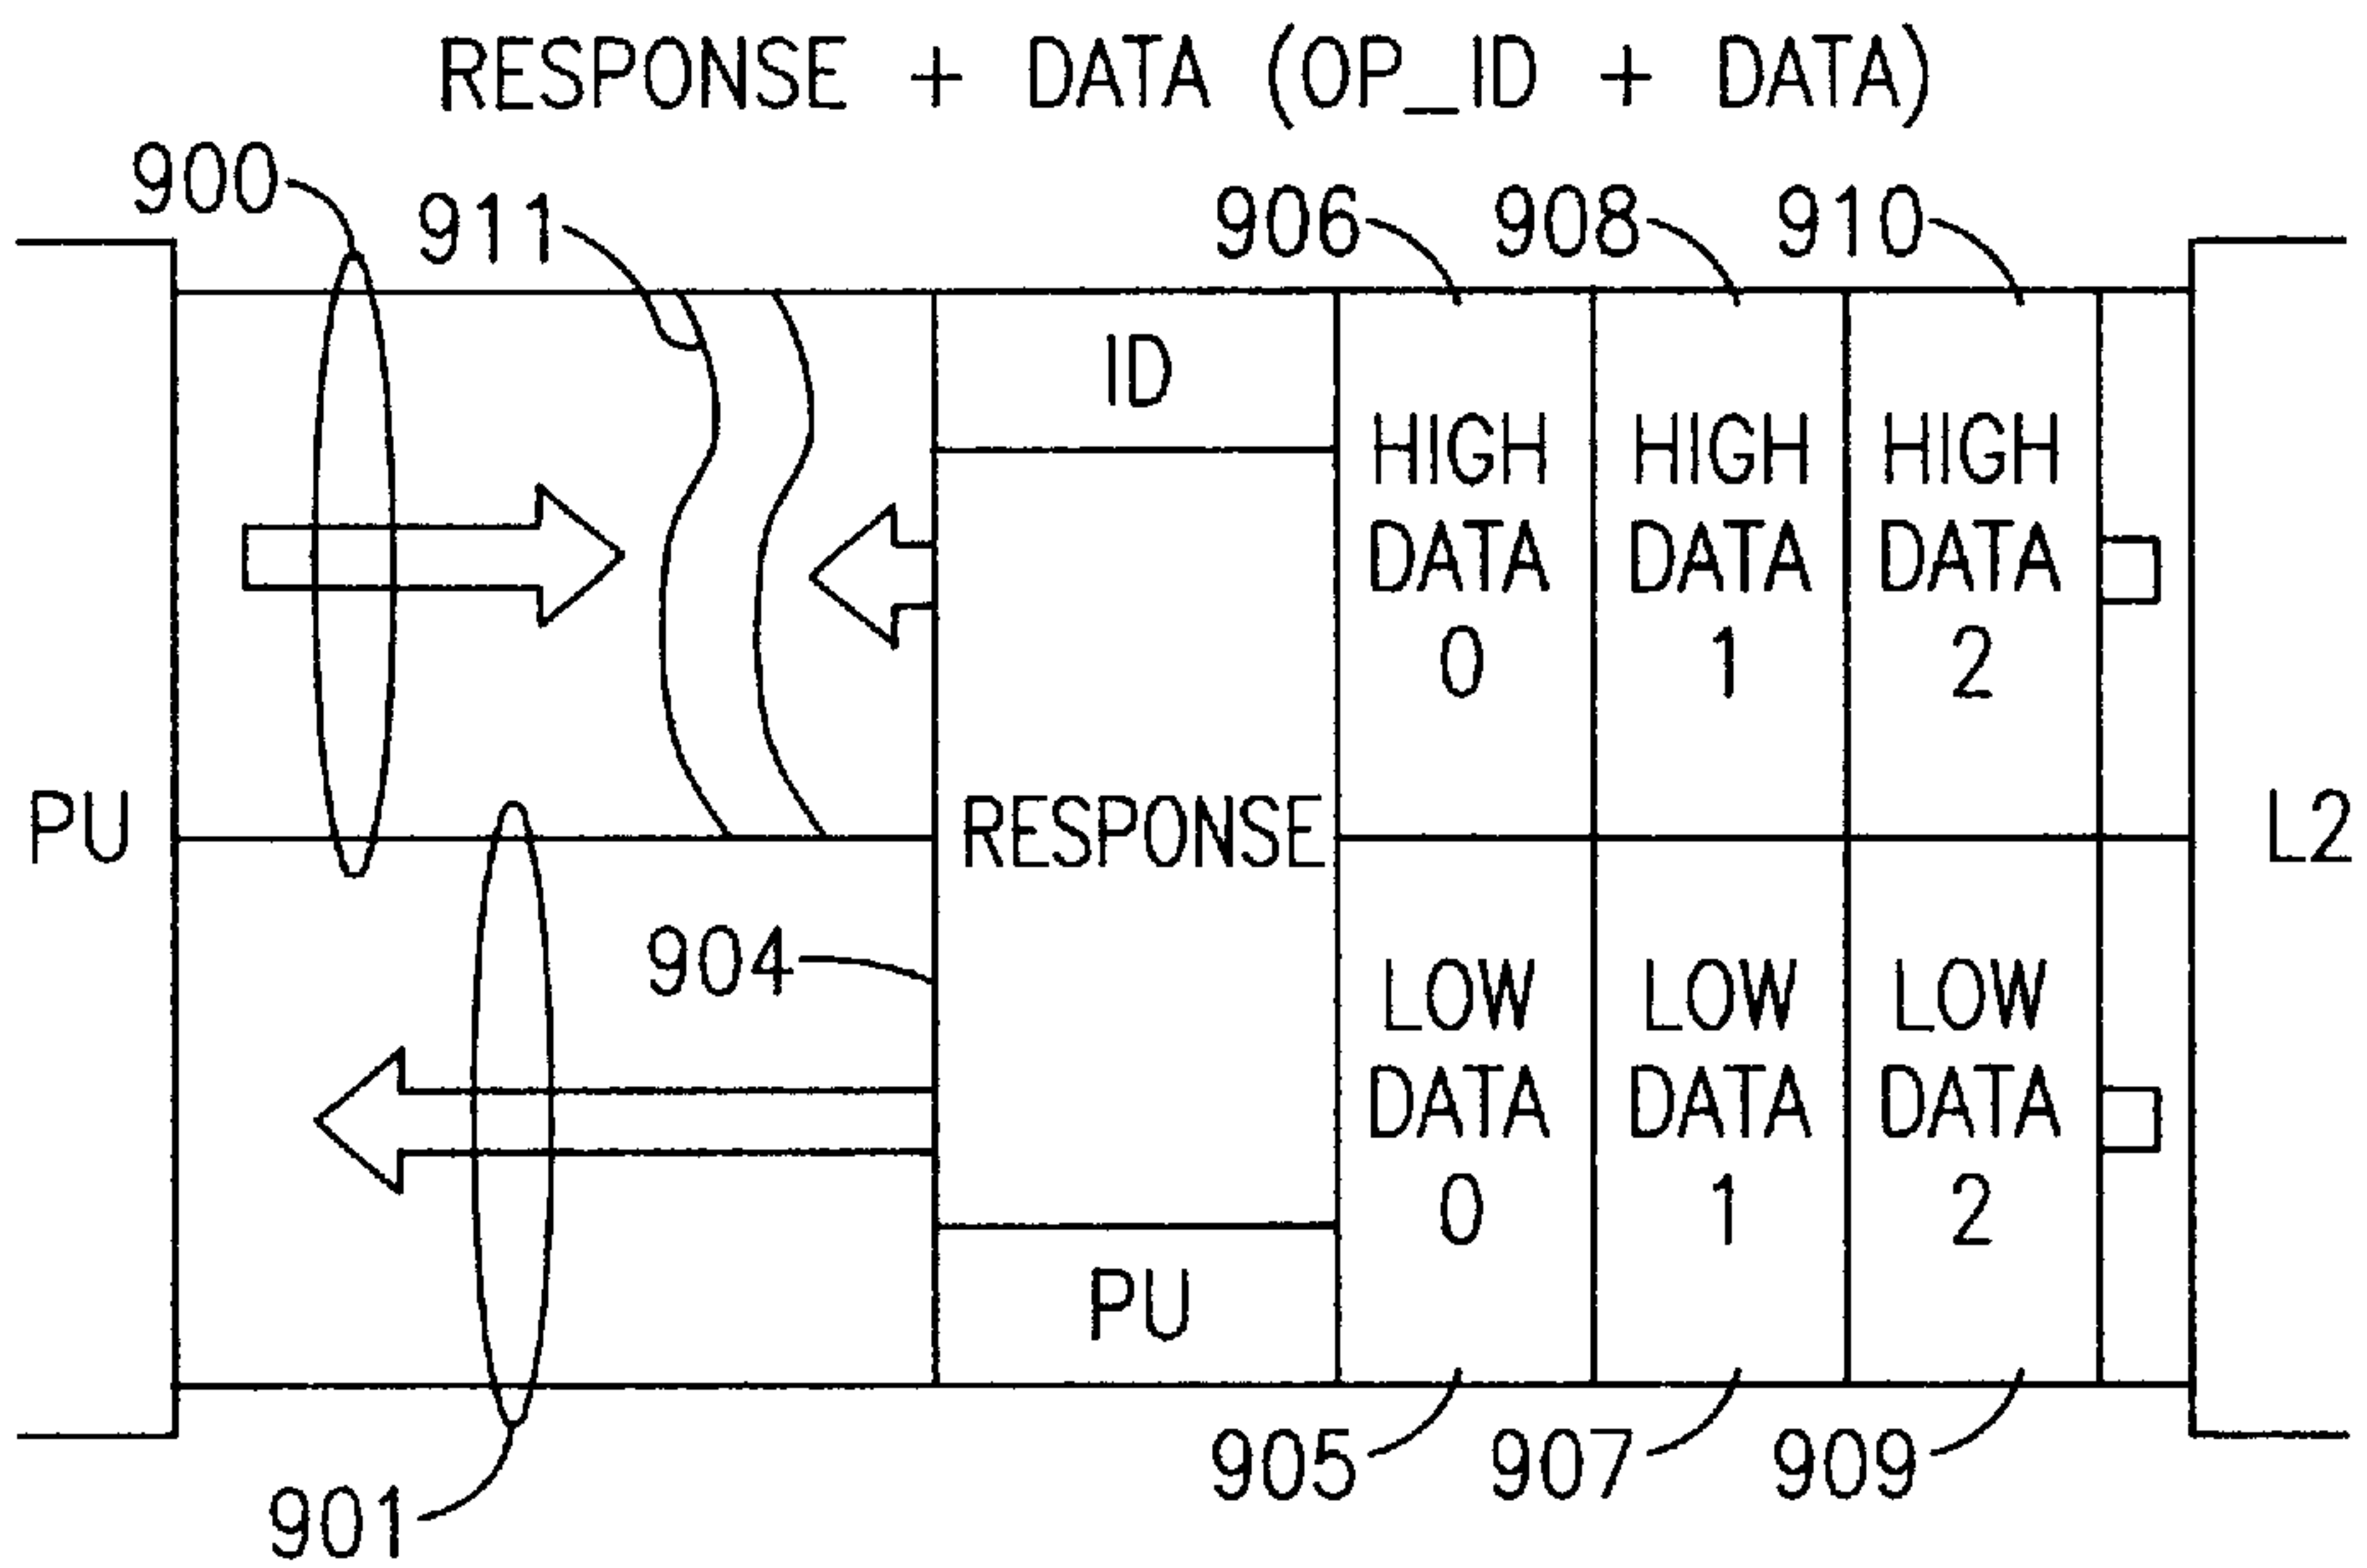 RESPONSE + DATA (OP_ID + DATA)
900
911
906
908
910
ID
HIGH
DATA
0
HIGH
DATA
1
HIGH
DATA
2
PU
RESPONSE
L2
904
LOW
DATA
0
LOW
DATA
1
LOW
DATA
2
PU
905
907
909
901